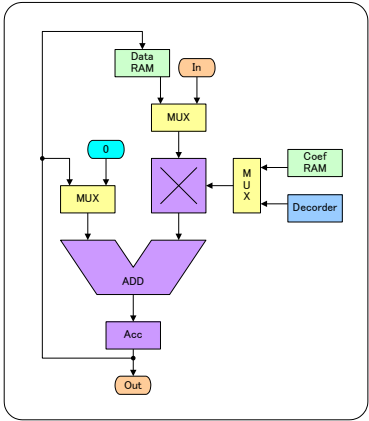 Data
RAM
In
MUX
0
MUX
M
U
X
Coef
RAM
Decorder
ADD
Acc
Out